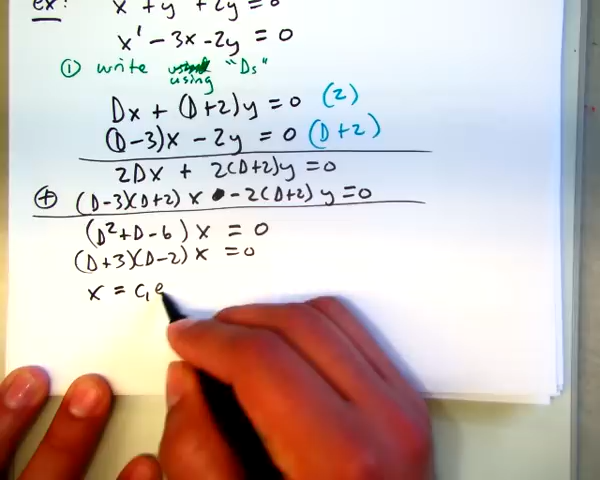 ex: x' + y' + 2y = 0
x' - 3x - 2y = 0
① write using "Ds"
Dx + (D+2)y = 0 (2)
(D-3)x - 2y = 0 (D+2)
2Dx + 2(D+2)y = 0
⊕ (D-3)(D+2) x - 2(D+2) y = 0
(D²+D-6) x = 0
(D+3)(D-2) x = 0
x = c₁e